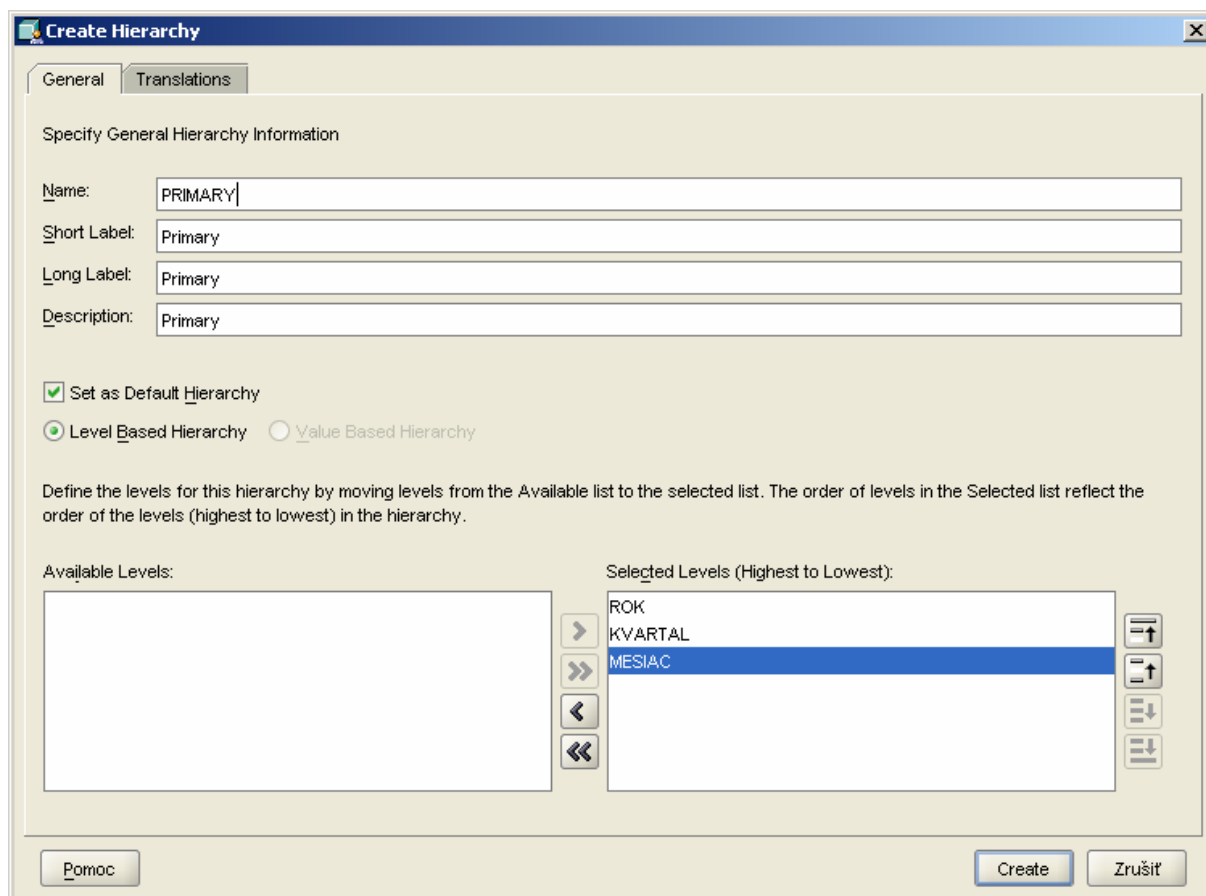 Create Hierarchy
General Translations
Specify General Hierarchy Information
Name: PRIMARY
Short Label: Primary
Long Label: Primary
Description: Primary
Set as Default Hierarchy
Level Based Hierarchy Value Based Hierarchy
Define the levels for this hierarchy by moving levels from the Available list to the selected list. The order of levels in the Selected list reflect the
order of the levels (highest to lowest) in the hierarchy.
Available Levels: Selected Levels (Highest to Lowest):
ROK
KVARTAL
MESIAC
Pomoc Create Zrušiť